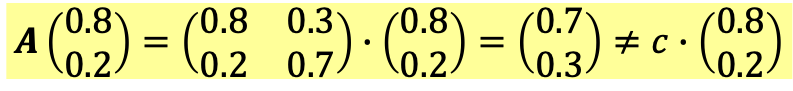 A (0.8 0.2) = (0.8 0.3 0.2 0.7) · (0.8 0.2) = (0.7 0.3) ≠ c · (0.8 0.2)